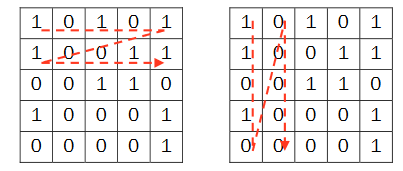 1 0 1 0 1 1 0 1 0 1
1 0 0 1 1 1 0 0 1 1
0 0 1 1 0 0 0 1 1 0
1 0 0 0 1 1 0 0 0 1
0 0 0 0 1 0 0 0 0 1